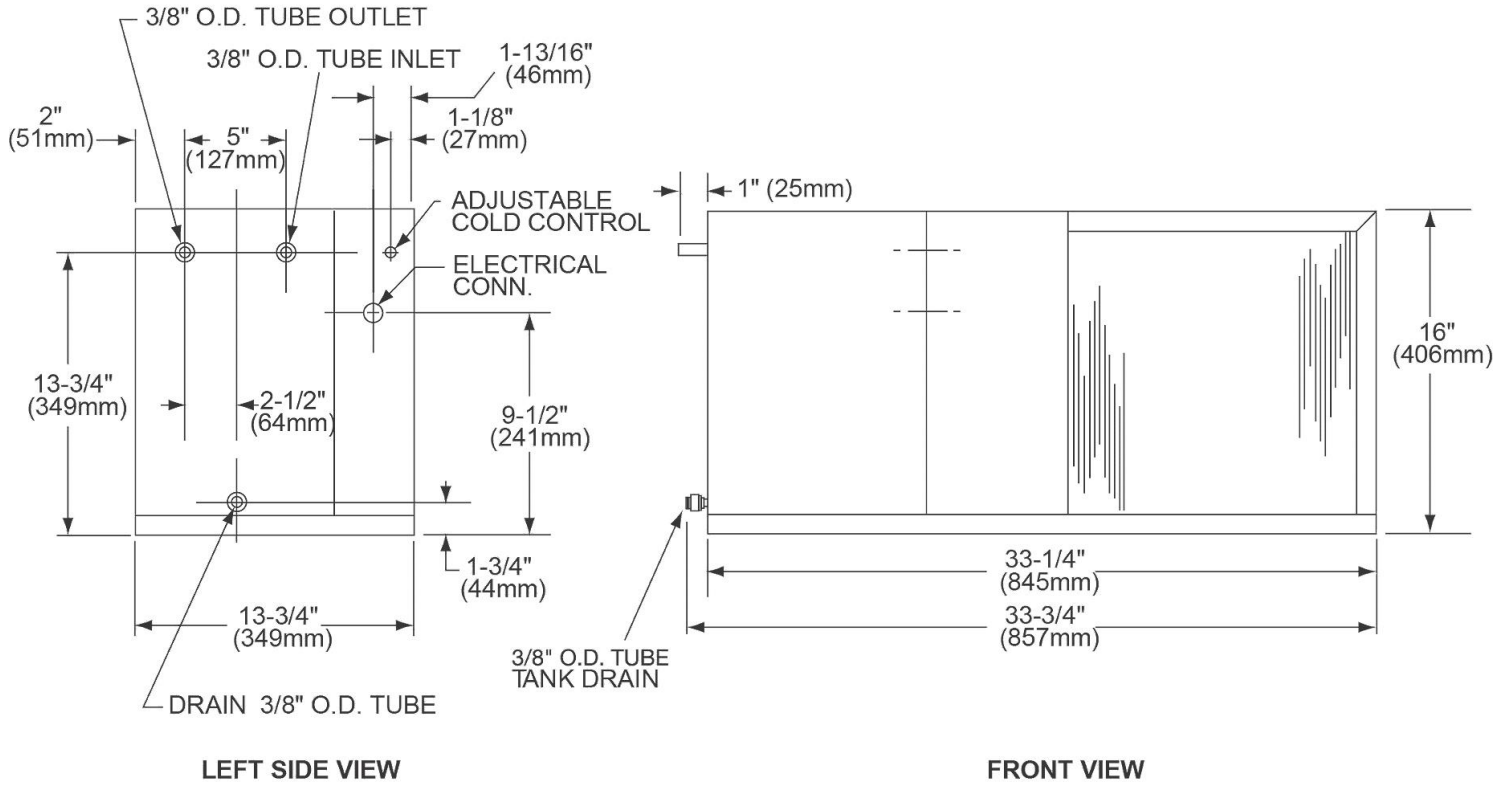 3/8" O.D. TUBE OUTLET
3/8" O.D. TUBE INLET
1-13/16"
(46mm)
2"
(51mm)
5"
(127mm)
1-1/8"
(27mm)
ADJUSTABLE
COLD CONTROL
ELECTRICAL
CONN.
13-3/4"
(349mm)
2-1/2"
(64mm)
9-1/2"
(241mm)
1-3/4"
(44mm)
13-3/4"
(349mm)
DRAIN 3/8" O.D. TUBE
LEFT SIDE VIEW
1" (25mm)
16"
(406mm)
33-1/4"
(845mm)
33-3/4"
(857mm)
3/8" O.D. TUBE
TANK DRAIN
FRONT VIEW